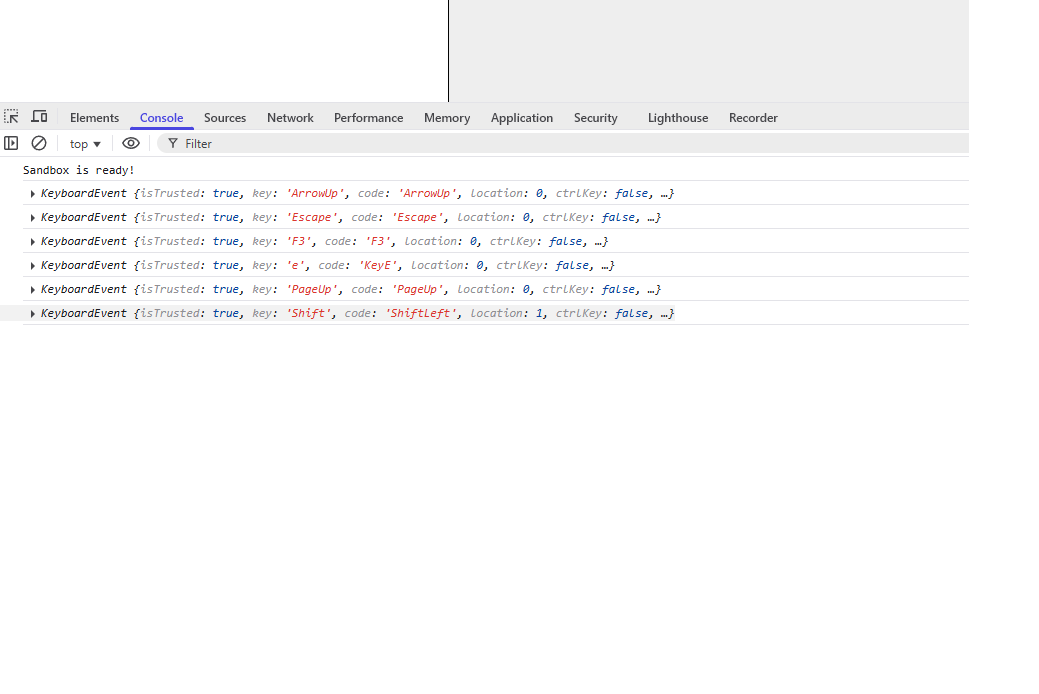 Elements Console Sources Network Performance Memory Application Security Lighthouse Recorder
top Filter
Sandbox is ready!
KeyboardEvent {isTrusted: true, key: 'ArrowUp', code: 'ArrowUp', location: 0, ctrlKey: false, …}
KeyboardEvent {isTrusted: true, key: 'Escape', code: 'Escape', location: 0, ctrlKey: false, …}
KeyboardEvent {isTrusted: true, key: 'F3', code: 'F3', location: 0, ctrlKey: false, …}
KeyboardEvent {isTrusted: true, key: 'e', code: 'KeyE', location: 0, ctrlKey: false, …}
KeyboardEvent {isTrusted: true, key: 'PageUp', code: 'PageUp', location: 0, ctrlKey: false, …}
KeyboardEvent {isTrusted: true, key: 'Shift', code: 'ShiftLeft', location: 1, ctrlKey: false, …}